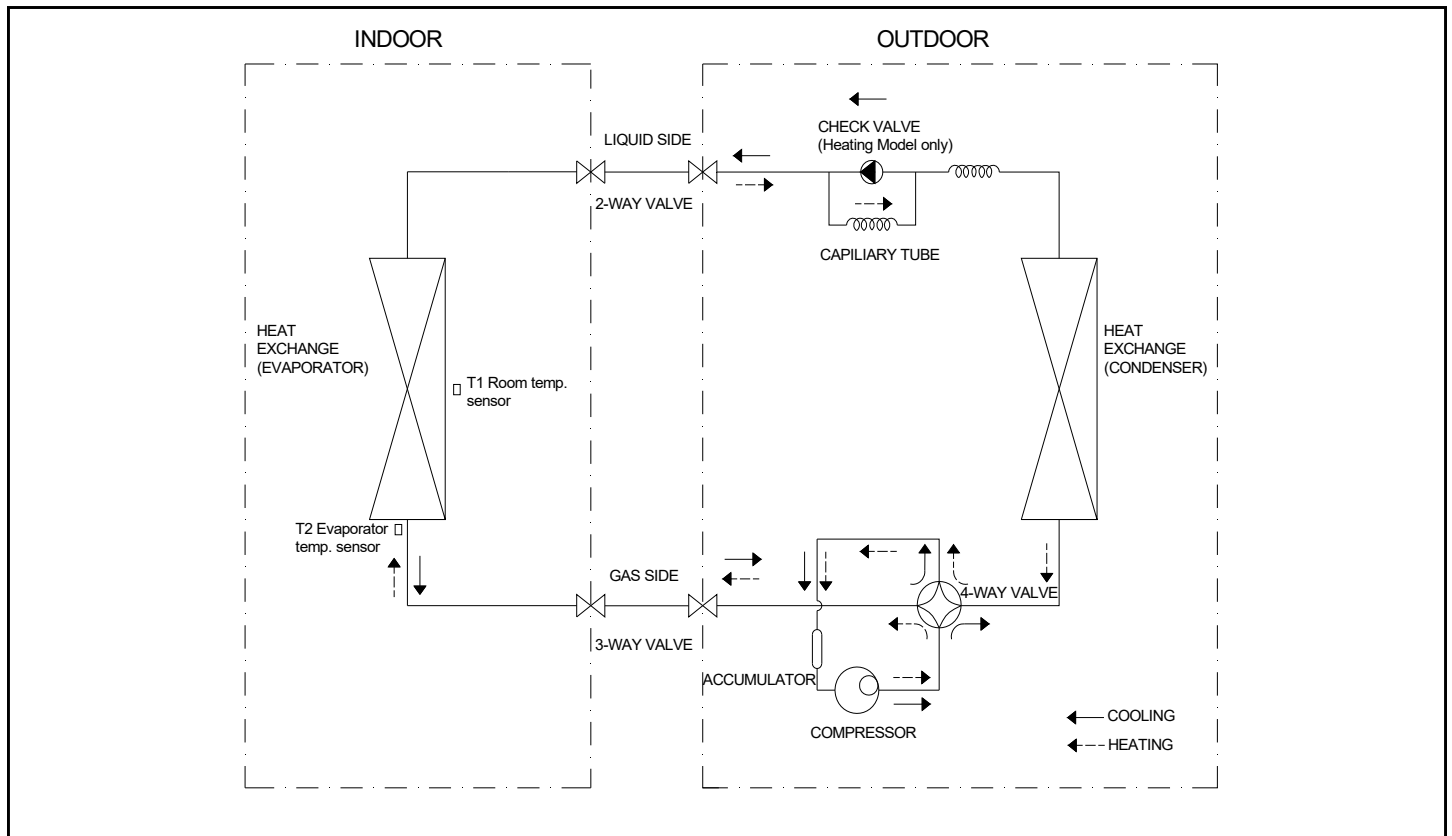 INDOOR
OUTDOOR
LIQUID SIDE
2-WAY VALVE
CHECK VALVE
(Heating Model only)
CAPILIARY TUBE
HEAT
EXCHANGE
(EVAPORATOR)
T1 Room temp.
sensor
HEAT
EXCHANGE
(CONDENSER)
T2 Evaporator
temp. sensor
GAS SIDE
3-WAY VALVE
4-WAY VALVE
ACCUMULATOR
COMPRESSOR
COOLING
HEATING